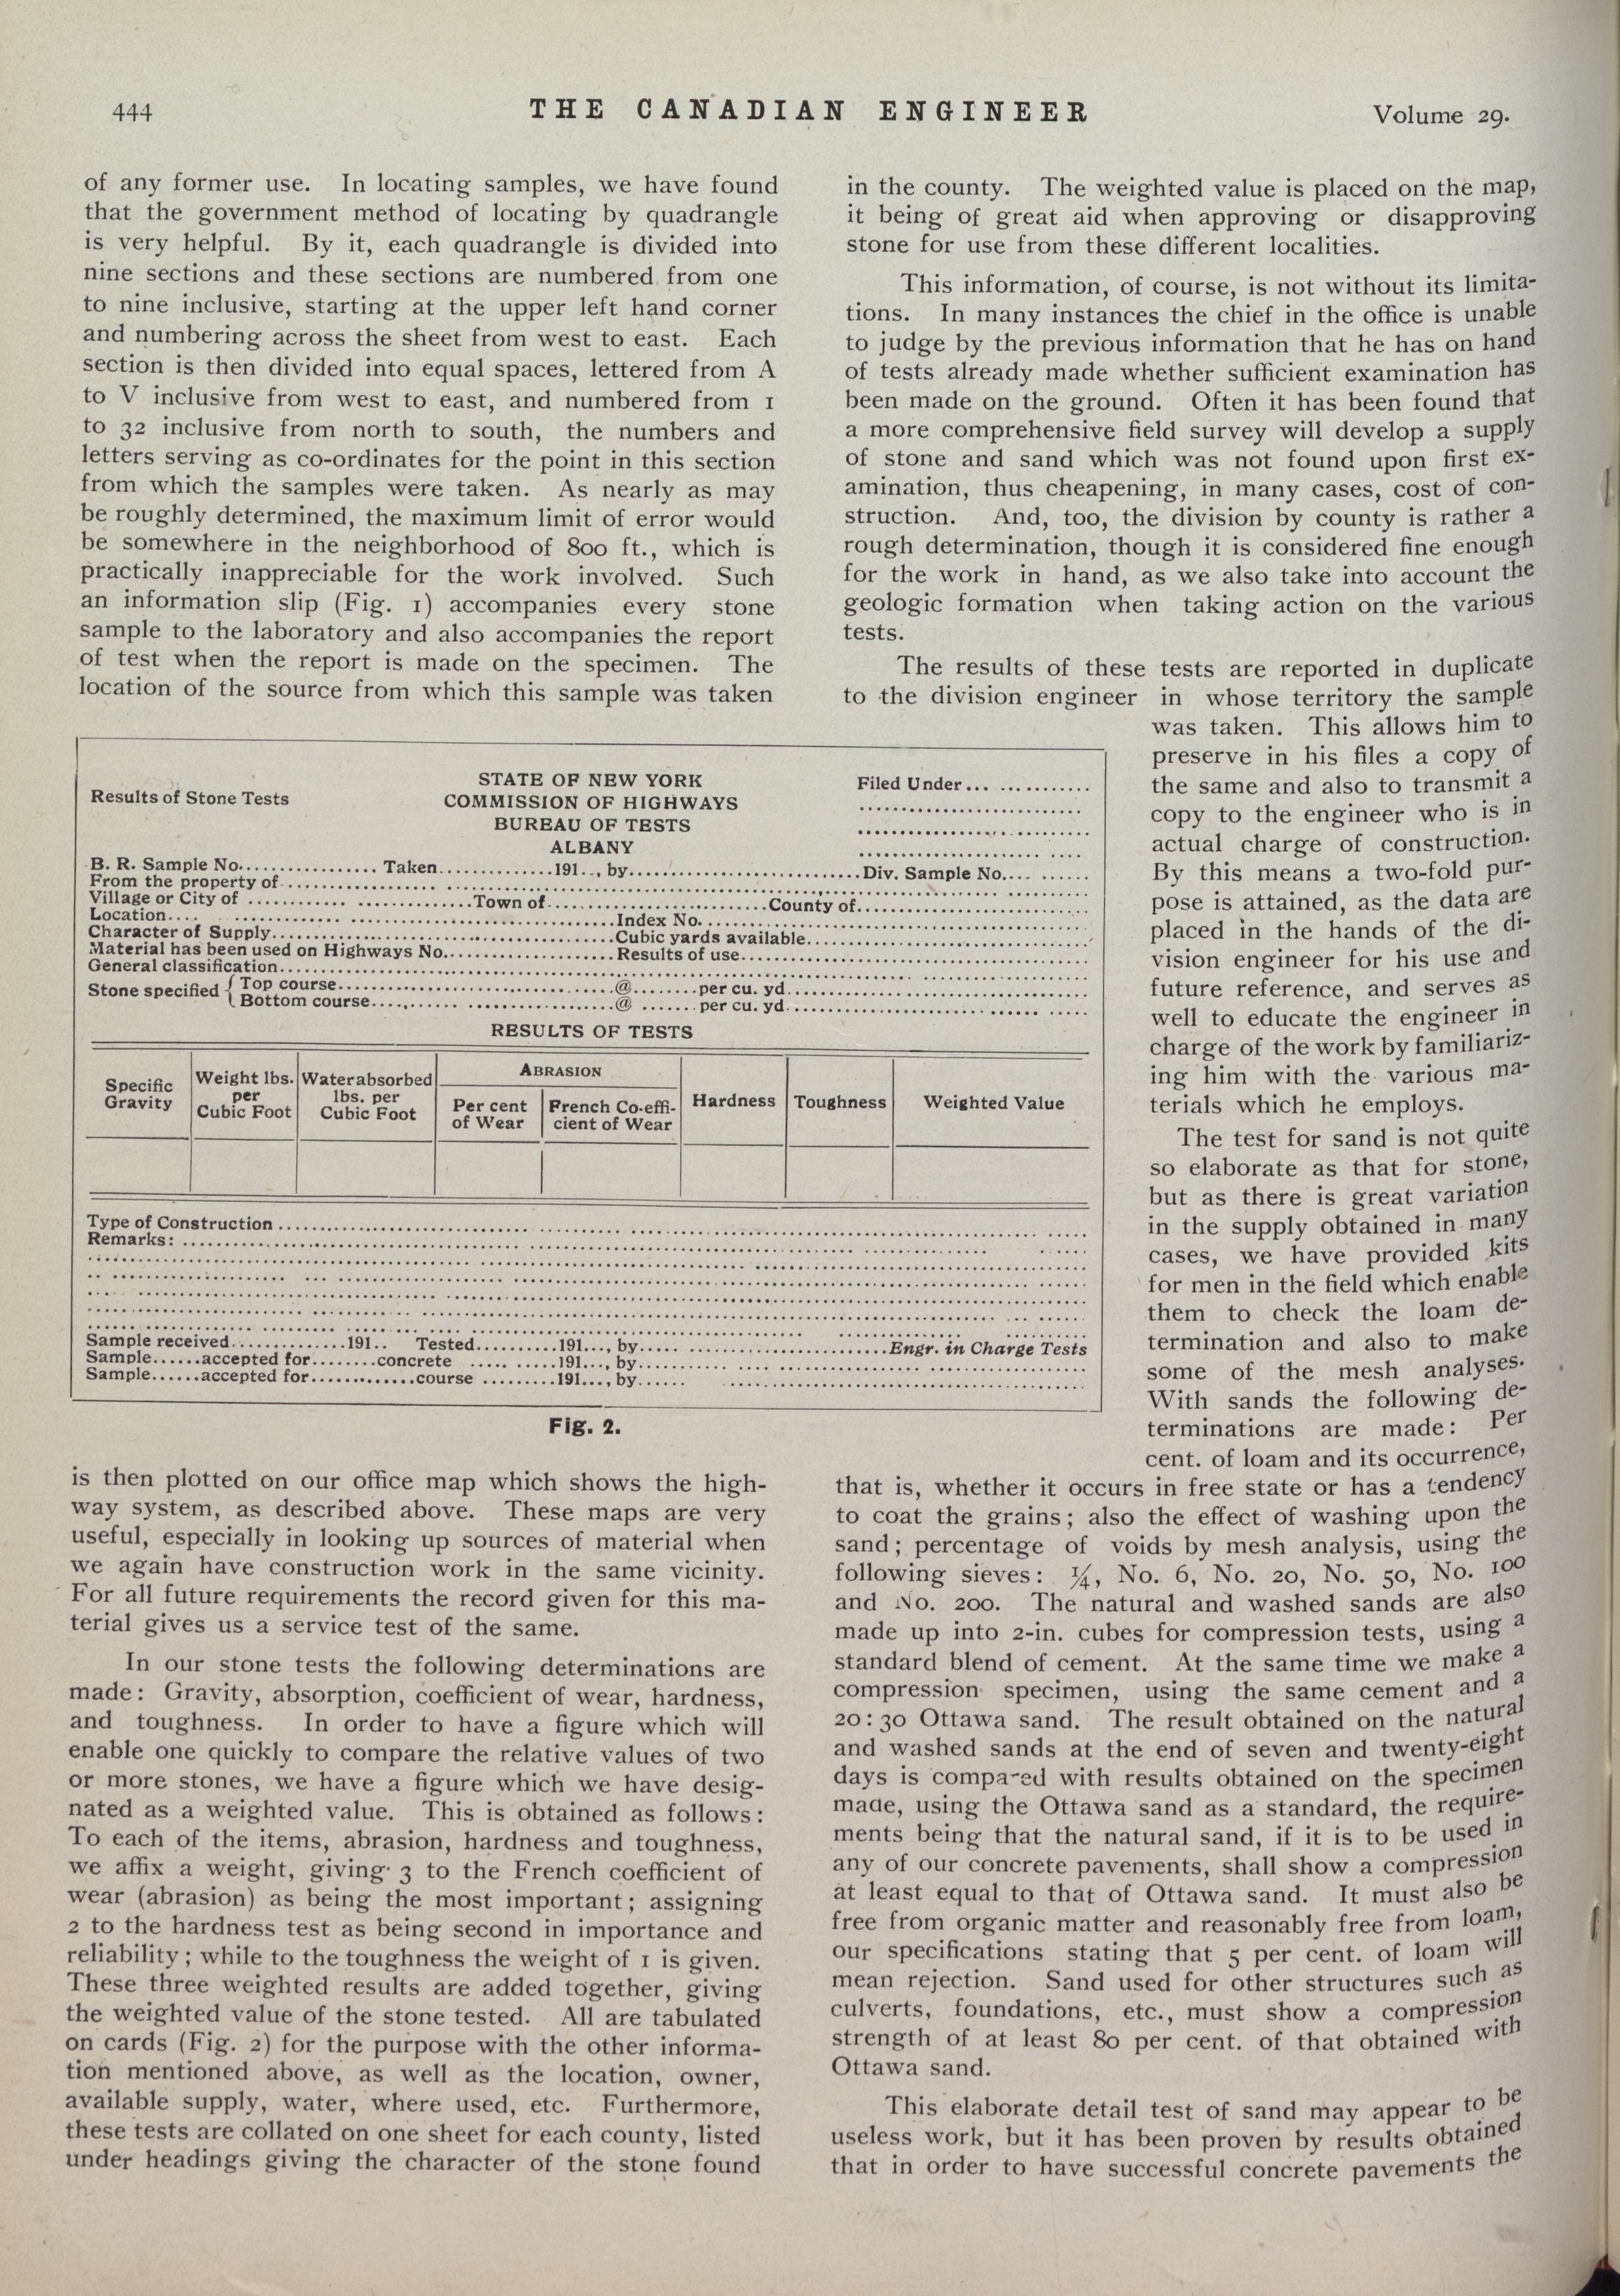 444
THE CANADIAN ENGINEER
Volume 29.
of any former use. In locating samples, we have found
that the government method of locating by quadrangle
is very helpful. By it, each quadrangle is divided into
nine sections and these sections are numbered from one
to nine inclusive, starting at the upper left hand corner
and numbering across the sheet from west to east. Each
section is then divided into equal spaces, lettered from A
to V inclusive from west to east, and numbered from 1
to 32 inclusive from north to south, the numbers and
letters serving as co-ordinates for the point in this section
from which the samples were taken. As nearly as may
be roughly determined, the maximum limit of error would
be somewhere in the neighborhood of 800 ft., which is
practically inappreciable for the work involved. Such
an information slip (Fig. 1) accompanies every stone
sample to the laboratory and also accompanies the report
of test when the report is made on the specimen. The
location of the source from which this sample was taken
Results of Stone Tests
STATE OF NEW YORK
COMMISSION OF HIGHWAYS
BUREAU OF TESTS
ALBANY
Filed Under... ............
B. R. Sample No................. Taken..............191.., by..............................Div. Sample No.... ......
From the property of........................
Village or City of ............ ..............Town of............................County of..............................
Location.... ..............................Index No...............................
Character of Supply..............................Cubic yards available..............................
Material has been used on Highways No.....................Results of use..............................
General classification..............................
Stone specified { Top course..............................@........per cu. yd..............................
{ Bottom course..............................@ .......per cu. yd..............................
RESULTS OF TESTS
Specific Gravity
Weight lbs. per Cubic Foot
Water absorbed lbs. per Cubic Foot
ABRASION
Per cent of Wear
French Co-effi-cient of Wear
Hardness
Toughness
Weighted Value
Type of Construction ..............................
Remarks: ..............................
Sample received..............191.. Tested..........191..., by..............................Engr. in Charge Tests
Sample......accepted for........concrete ..... ......191..., by..............................
Sample......accepted for.............course .........191..., by..............................
Fig. 2.
is then plotted on our office map which shows the high-
way system, as described above. These maps are very
useful, especially in looking up sources of material when
we again have construction work in the same vicinity.
For all future requirements the record given for this ma-
terial gives us a service test of the same.
In our stone tests the following determinations are
made: Gravity, absorption, coefficient of wear, hardness,
and toughness. In order to have a figure which will
enable one quickly to compare the relative values of two
or more stones, we have a figure which we have desig-
nated as a weighted value. This is obtained as follows:
To each of the items, abrasion, hardness and toughness,
we affix a weight, giving 3 to the French coefficient of
wear (abrasion) as being the most important; assigning
2 to the hardness test as being second in importance and
reliability; while to the toughness the weight of 1 is given.
These three weighted results are added together, giving
the weighted value of the stone tested. All are tabulated
on cards (Fig. 2) for the purpose with the other informa-
tion mentioned above, as well as the location, owner,
available supply, water, where used, etc. Furthermore,
these tests are collated on one sheet for each county, listed
under headings giving the character of the stone found
in the county. The weighted value is placed on the map,
it being of great aid when approving or disapproving
stone for use from these different localities.
This information, of course, is not without its limita-
tions. In many instances the chief in the office is unable
to judge by the previous information that he has on hand
of tests already made whether sufficient examination has
been made on the ground. Often it has been found that
a more comprehensive field survey will develop a supply
of stone and sand which was not found upon first ex-
amination, thus cheapening, in many cases, cost of con-
struction. And, too, the division by county is rather a
rough determination, though it is considered fine enough
for the work in hand, as we also take into account the
geologic formation when taking action on the various
tests.
The results of these tests are reported in duplicate
to the division engineer in whose territory the sample
was taken. This allows him to
preserve in his files a copy of
the same and also to transmit a
copy to the engineer who is in
actual charge of construction.
By this means a two-fold pur-
pose is attained, as the data are
placed in the hands of the di-
vision engineer for his use and
future reference, and serves as
well to educate the engineer in
charge of the work by familiariz-
ing him with the various ma-
terials which he employs.
The test for sand is not quite
so elaborate as that for stone,
but as there is great variation
in the supply obtained in many
cases, we have provided kits
for men in the field which enable
them to check the loam de-
termination and also to make
some of the mesh analyses.
With sands the following de-
terminations are made: Per
cent. of loam and its occurrence,
that is, whether it occurs in free state or has a tendency
to coat the grains; also the effect of washing upon the
sand; percentage of voids by mesh analysis, using the
following sieves: ¼, No. 6, No. 20, No. 50, No. 100
and No. 200. The natural and washed sands are also
made up into 2-in. cubes for compression tests, using a
standard blend of cement. At the same time we make a
compression specimen, using the same cement and a
20:30 Ottawa sand. The result obtained on the natural
and washed sands at the end of seven and twenty-eight
days is compared with results obtained on the specimen
made, using the Ottawa sand as a standard, the require-
ments being that the natural sand, if it is to be used in
any of our concrete pavements, shall show a compression
at least equal to that of Ottawa sand. It must also be
free from organic matter and reasonably free from loam,
our specifications stating that 5 per cent. of loam will
mean rejection. Sand used for other structures such as
culverts, foundations, etc., must show a compression
strength of at least 80 per cent. of that obtained with
Ottawa sand.
This elaborate detail test of sand may appear to be
useless work, but it has been proven by results obtained
that in order to have successful concrete pavements the